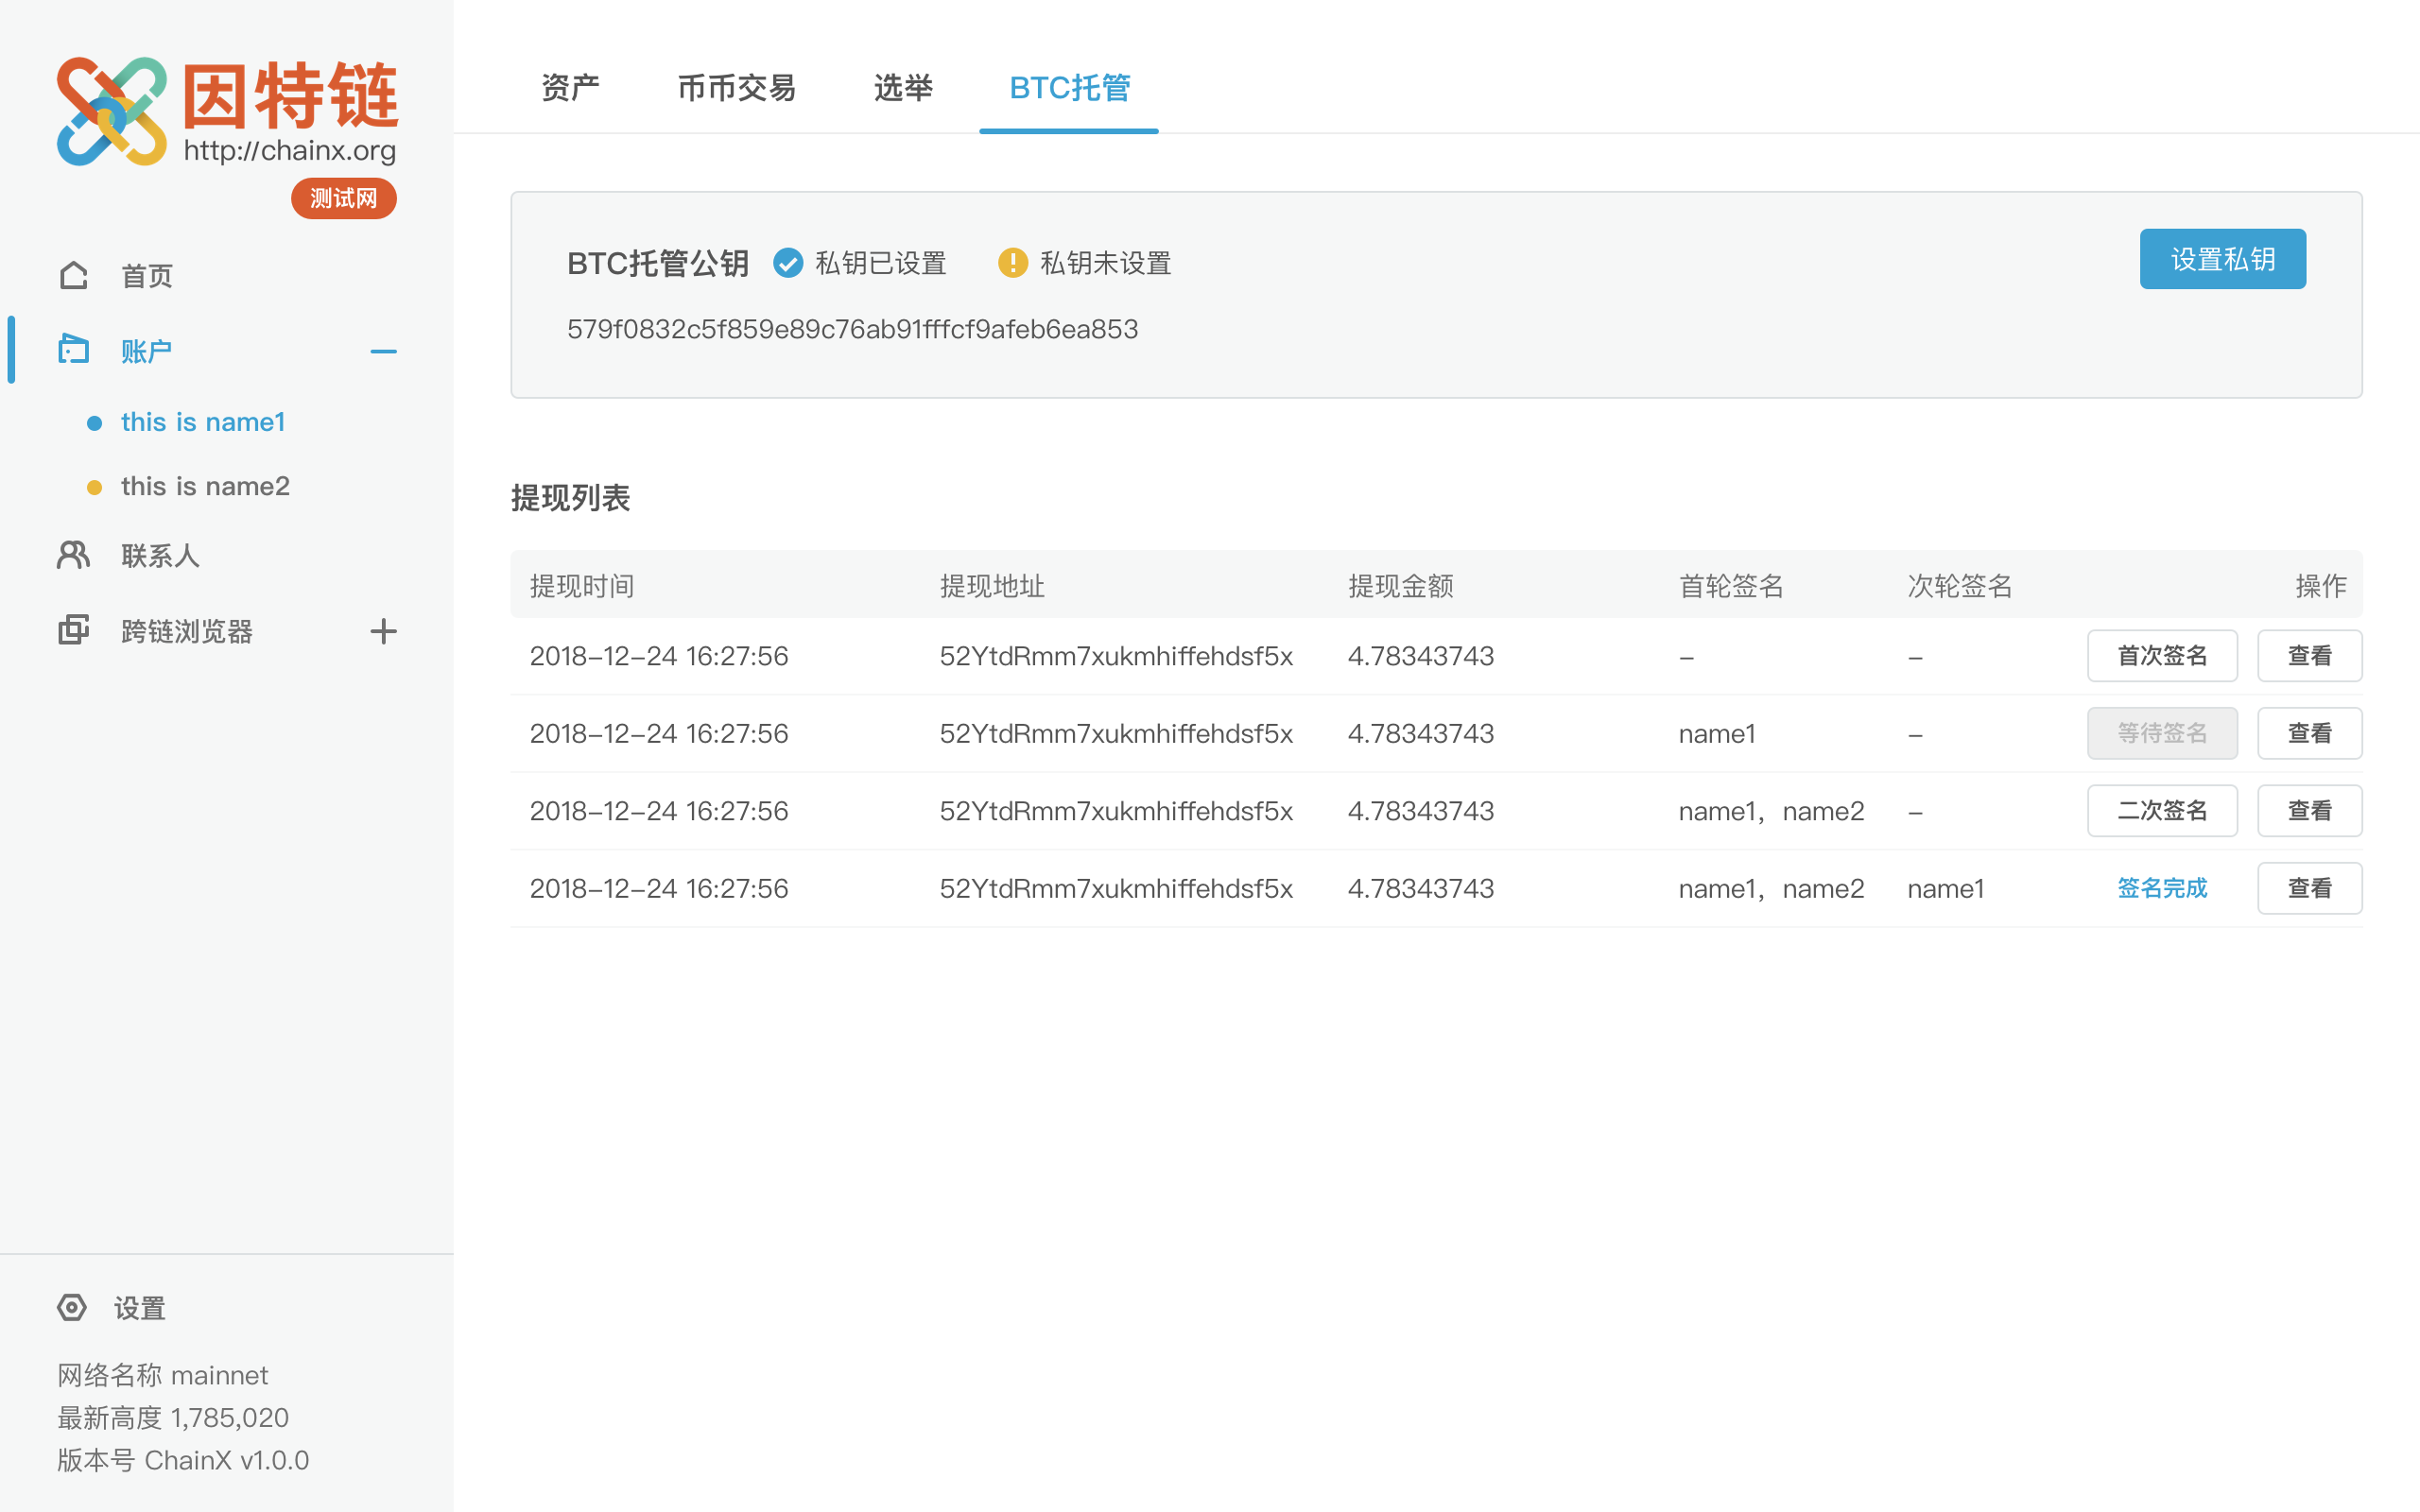 因特链
http://chainx.org
测试网
首页
账户
this is name1
this is name2
联系人
跨链浏览器
设置
网络名称 mainnet
最新高度 1,785,020
版本号 ChainX v1.0.0
资产 币币交易 选举 BTC托管
BTC托管公钥 私钥已设置 私钥未设置 设置私钥
579f0832c5f859e89c76ab91fffcf9afeb6ea853
提现列表
提现时间 提现地址 提现金额 首轮签名 次轮签名 操作
2018-12-24 16:27:56 52YtdRmm7xukmhiffehdsf5x 4.78343743 - - 首次签名 查看
2018-12-24 16:27:56 52YtdRmm7xukmhiffehdsf5x 4.78343743 name1 - 等待签名 查看
2018-12-24 16:27:56 52YtdRmm7xukmhiffehdsf5x 4.78343743 name1，name2 - 二次签名 查看
2018-12-24 16:27:56 52YtdRmm7xukmhiffehdsf5x 4.78343743 name1，name2 name1 签名完成 查看